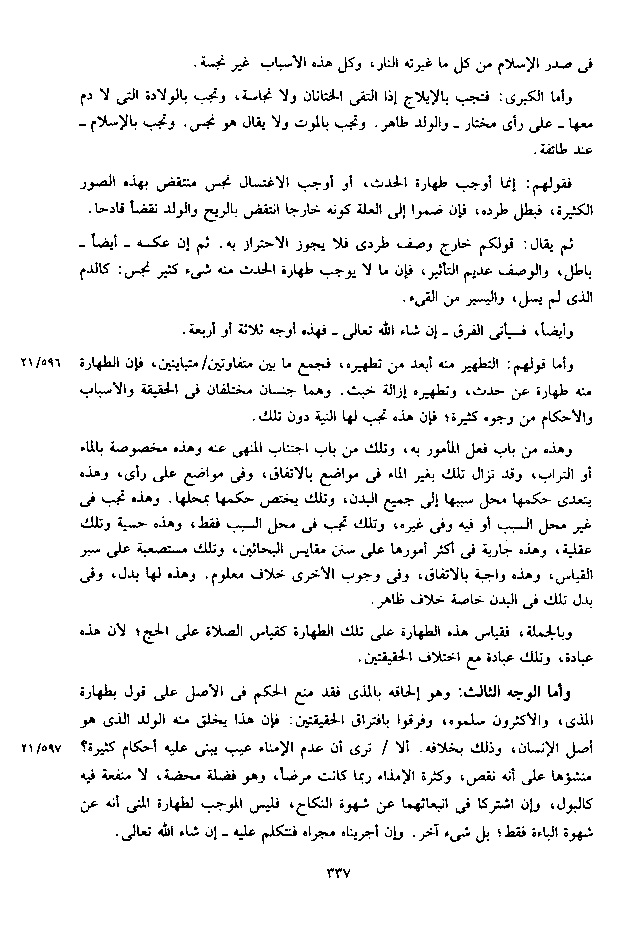 فى صدر الإسلام من كل ما غيرته النار، وكل هذه الأسباب غير نجسة.
وأما الكبرى: فتجب بالإيلاج إذا التقى الختانان ولا نجاسة، وتجب بالولادة التى لا دم
معها ـ على رأى مختار ـ والولد طاهر. وتجب بالموت ولا يقال هو نجس. وتجب بالإسلام ـ
عند طائفة.
فقولهم: إنما أوجب طهارة الحدث، أو أوجب الاغتسال نجس منتقض بهذه الصور
الكثيرة، فبطل طرده، فإن ضموا إلى العلة كونه خارجا انتقض بالريح والولد نقضاً قادحا.
ثم يقال: قولكم خارج وصف طردى فلا يجوز الاحتراز به. ثم إن عكسه ـ أيضاً ـ
باطل، والوصف عديم التأثير، فإن ما لا يوجب طهارة الحدث منه شىء كثير نجس: كالدم
الذى لم يسل، واليسير من القىء.
وأيضاً، فسيأتى الفرق ـ إن شاء الله تعالى ـ فهذه أوجه ثلاثة أو أربعة.
وأما قولهم: التطهير منه أبعد من تطهيره، فجمع ما بين متفاوتين/متباينين، فإن الطهارة ٢١/٥٩٦
منه طهارة عن حدث، وتطهيره إزالة خبث. وهما جنسان مختلفان فى الحقيقة والأسباب
والأحكام من وجوه كثيرة؛ فإن هذه تجب لها النية دون تلك.
وهذه من باب فعل المأمور به، وتلك من باب اجتناب المنهى عنه وهذه مخصوصة بالماء
أو التراب، وقد تزال تلك بغير الماء فى مواضع بالاتفاق، وفى مواضع على رأى، وهذه
يتعدى حكمها محل سببها إلى جميع البدن، وتلك يختص حكمها بمحلها. وهذه تجب فى
غير محل السبب أو فيه وفى غيره، وتلك تجب فى محل السبب فقط، وهذه حسية وتلك
عقلية، وهذه جارية فى أكثر أمورها على سنن مقايس البحاثين، وتلك مستصعبة على سبر
القياس، وهذه واجبة بالاتفاق، وفى وجوب الأخرى خلاف معلوم. وهذه لها بدل، وفى
بدل تلك فى البدن خاصة خلاف ظاهر.
وبالجملة، فقياس هذه الطهارة على تلك الطهارة كقياس الصلاة على الحج؛ لأن هذه
عبادة، وتلك عبادة مع اختلاف الحقيقتين.
وأما الوجه الثالث: وهو إلحاقه بالمذى فقد منع الحكم فى الأصل على قول بطهارة
المذى، والأكثرون سلموه، وفرقوا بافتراق الحقيقتين: فإن هذا يخلق منه الولد الذى هو
أصل الإنسان، وذلك بخلافه. ألا / ترى أن عدم الإمناء عيب يبنى عليه أحكام كثيرة؟ ٢١/٥٩٧
منشؤها على أنه نقص، وكثرة الإمذاء ربما كانت مرضاً، وهو فضلة محضة، لا منفعة فيه
كالبول، وإن اشتركا فى انبعاثهما عن شهوة النكاح، فليس الموجب لطهارة المنى أنه عن
شهوة الباءة فقط؛ بل شىء آخر. وإن أجريناه مجراه فنتكلم عليه ـ إن شاء الله تعالى.
٣٣٧